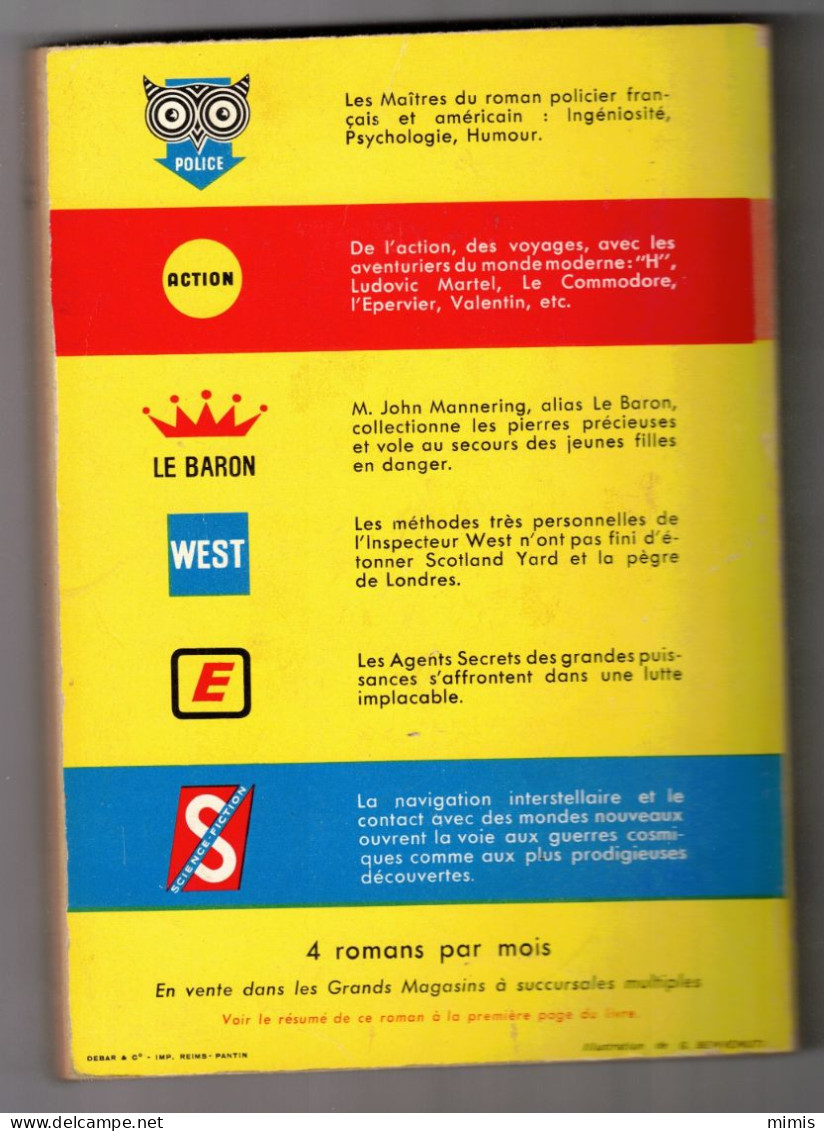 Les Maîtres du roman policier fran-
çais et américain : Ingéniosité,
Psychologie, Humour.
POLICE
De l'action, des voyages, avec les
aventuriers du monde moderne: "H",
Ludovic Martel, Le Commodore,
l'Epervier, Valentin, etc.
ACTION
M. John Mannering, alias Le Baron,
collectionne les pierres précieuses
et vole au secours des jeunes filles
en danger.
LE BARON
Les méthodes très personnelles de
l'Inspecteur West n'ont pas fini d'é-
tonner Scotland Yard et la pègre
de Londres.
WEST
Les Agents Secrets des grandes puis-
sances s'affrontent dans une lutte
implacable.
E
La navigation interstellaire et le
contact avec des mondes nouveaux
ouvrent la voie aux guerres cosmi-
ques comme aux plus prodigieuses
découvertes.
S
SCIENCE-FICTION
4 romans par mois
En vente dans les Grands Magasins à succursales multiples
Voir le résumé de ce roman à la première page du livre.
DEBAR & Cº - IMP. REIMS-PANTIN
Illustration de G. BENVENUTI
mimis